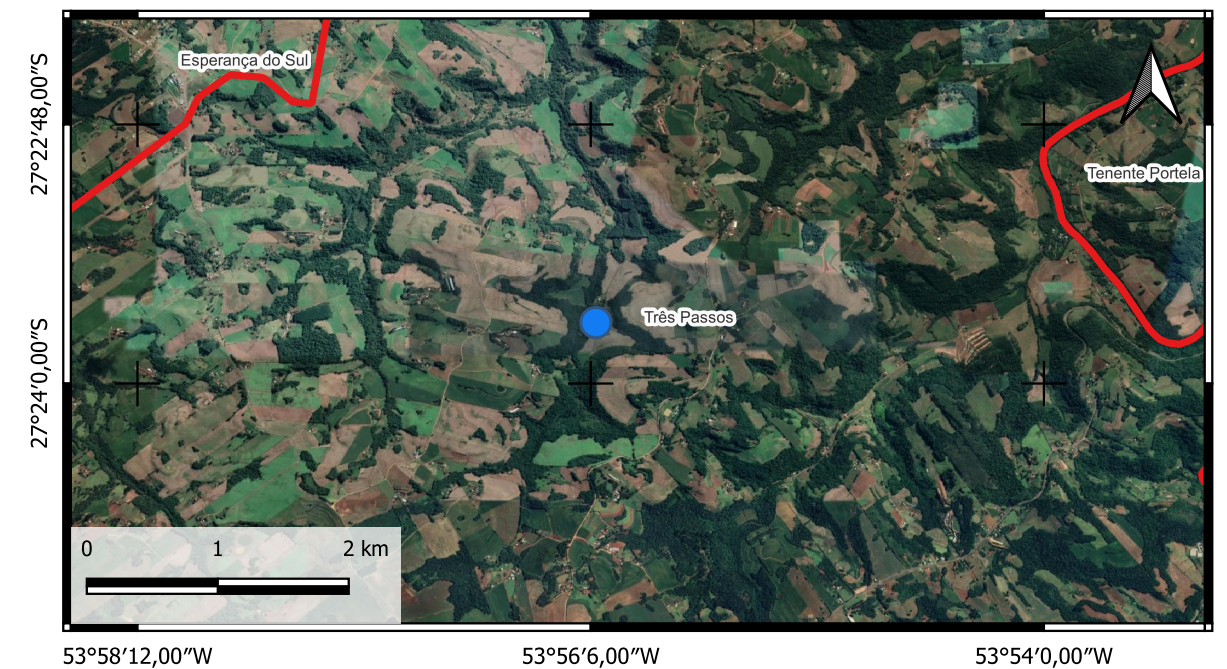 Esperança do Sul
27°22′48,00″S
Tenente Portela
Três Passos
27°24′0,00″S
0 1 2 km
53°58′12,00″W 53°56′6,00″W 53°54′0,00″W